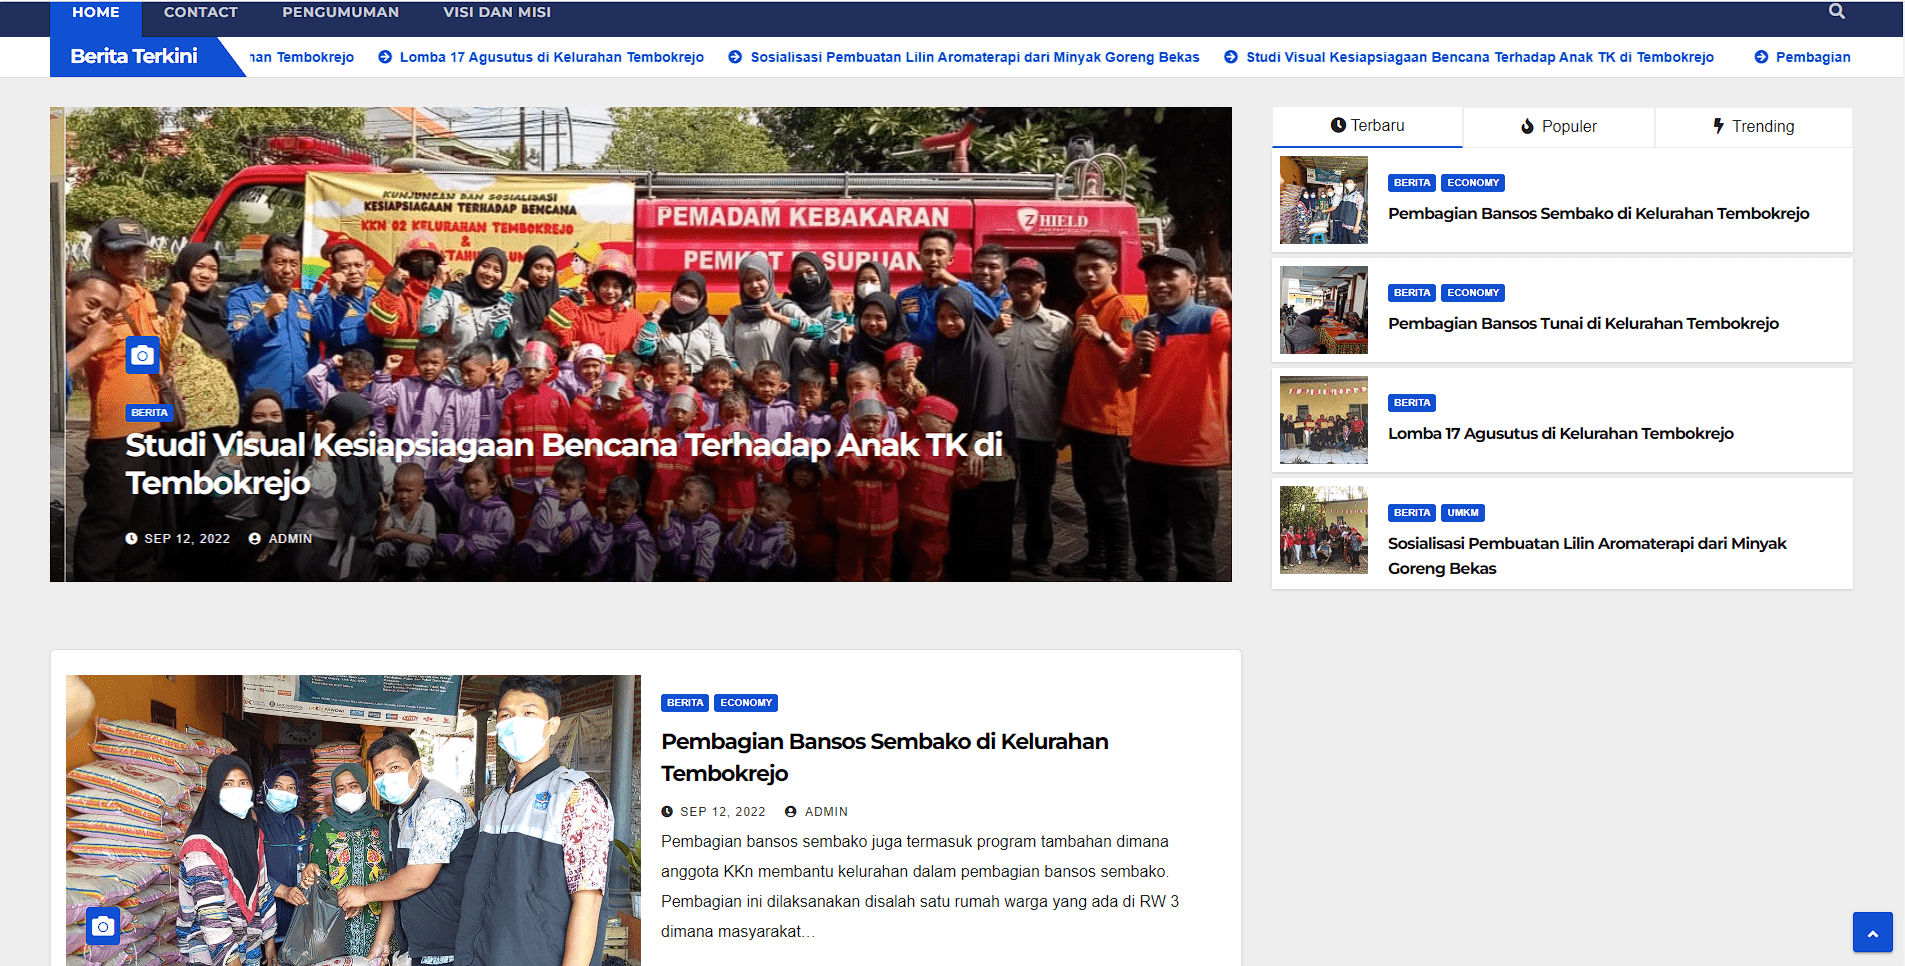 HOME
CONTACT
PENGUMUMAN
VISI DAN MISI
Berita Terkini
han Tembokrejo
Lomba 17 Agusutus di Kelurahan Tembokrejo
Sosialisasi Pembuatan Lilin Aromaterapi dari Minyak Goreng Bekas
Studi Visual Kesiapsiagaan Bencana Terhadap Anak TK di Tembokrejo
Pembagian
KUNJUNGAN DAN SOSIALISASI
KESIAPSIAGAAN TERHADAP BENCANA
KKN 02 KELURAHAN TEMBOKREJO
&
PEMADAM KEBAKARAN
ZHIELD
BERITA
Studi Visual Kesiapsiagaan Bencana Terhadap Anak TK di
Tembokrejo
SEP 12, 2022 ADMIN
Terbaru
Populer
Trending
BERITA ECONOMY
Pembagian Bansos Sembako di Kelurahan Tembokrejo
BERITA ECONOMY
Pembagian Bansos Tunai di Kelurahan Tembokrejo
BERITA
Lomba 17 Agusutus di Kelurahan Tembokrejo
BERITA UMKM
Sosialisasi Pembuatan Lilin Aromaterapi dari Minyak
Goreng Bekas
BERITA ECONOMY
Pembagian Bansos Sembako di Kelurahan
Tembokrejo
SEP 12, 2022 ADMIN
Pembagian bansos sembako juga termasuk program tambahan dimana
anggota KKn membantu kelurahan dalam pembagian bansos sembako.
Pembagian ini dilaksanakan disalah satu rumah warga yang ada di RW 3
dimana masyarakat…